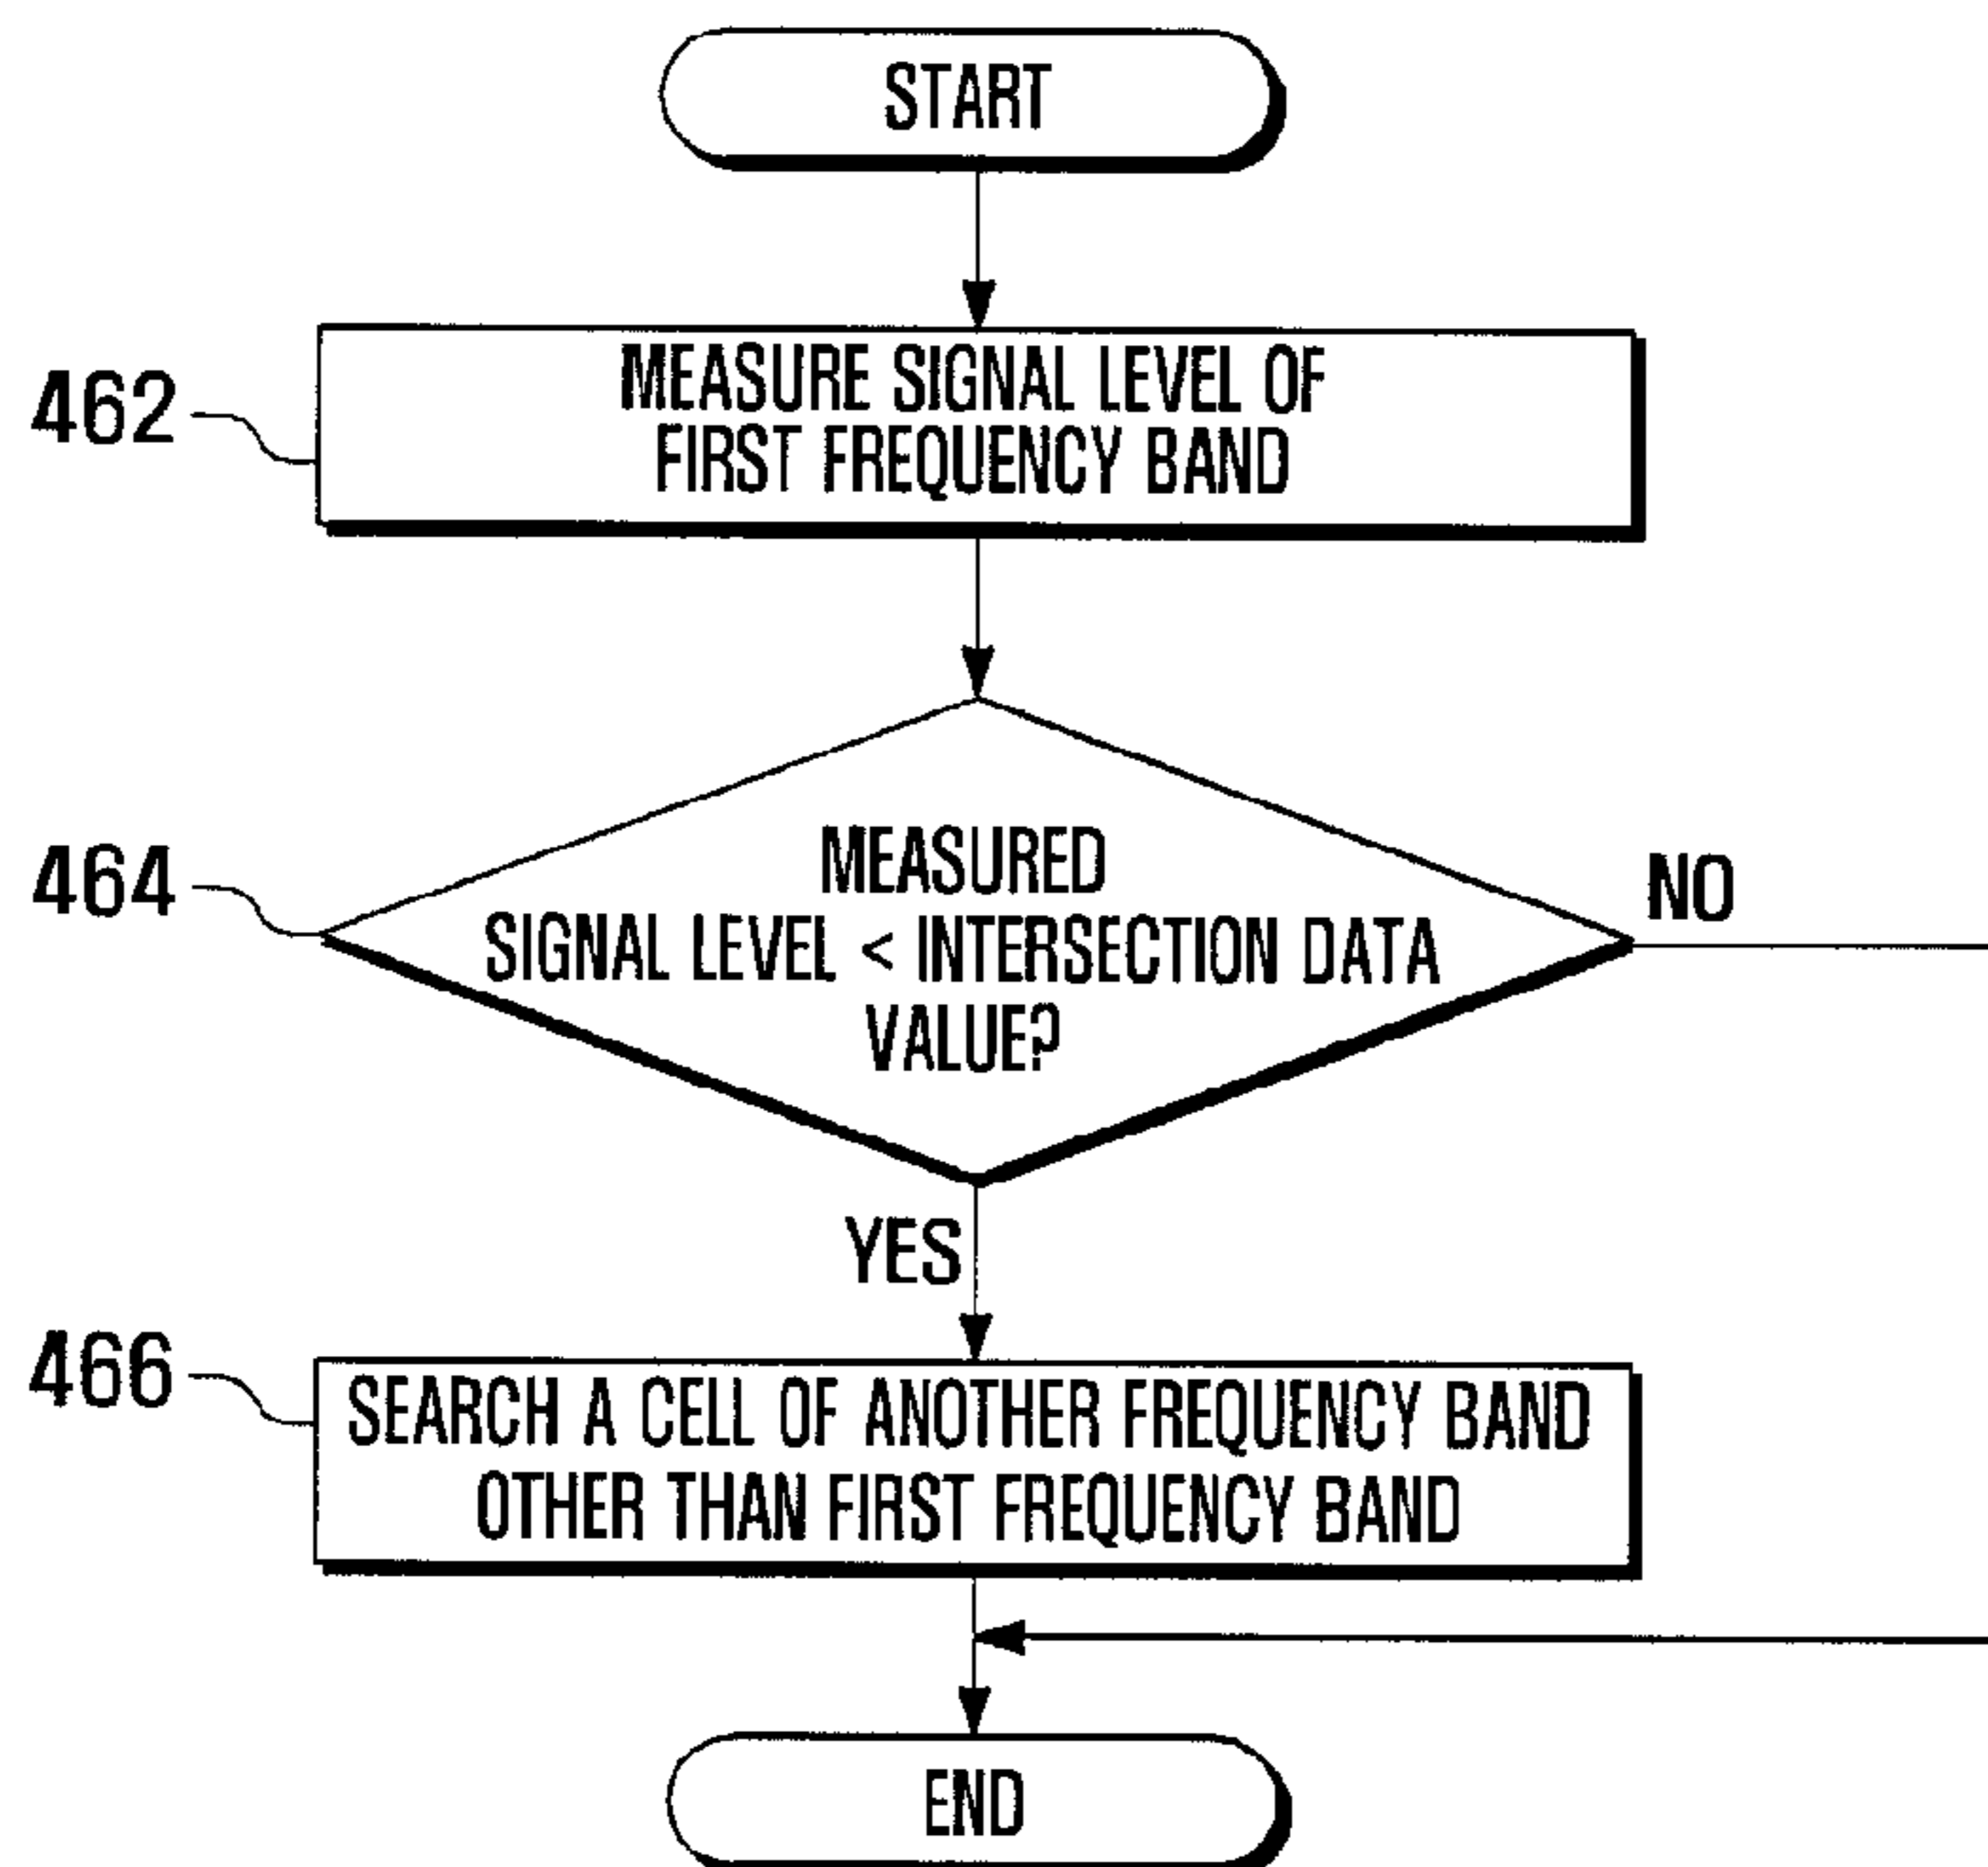 START
462
MEASURE SIGNAL LEVEL OF
FIRST FREQUENCY BAND
464
MEASURED
SIGNAL LEVEL < INTERSECTION DATA
VALUE?
NO
YES
466
SEARCH A CELL OF ANOTHER FREQUENCY BAND
OTHER THAN FIRST FREQUENCY BAND
END